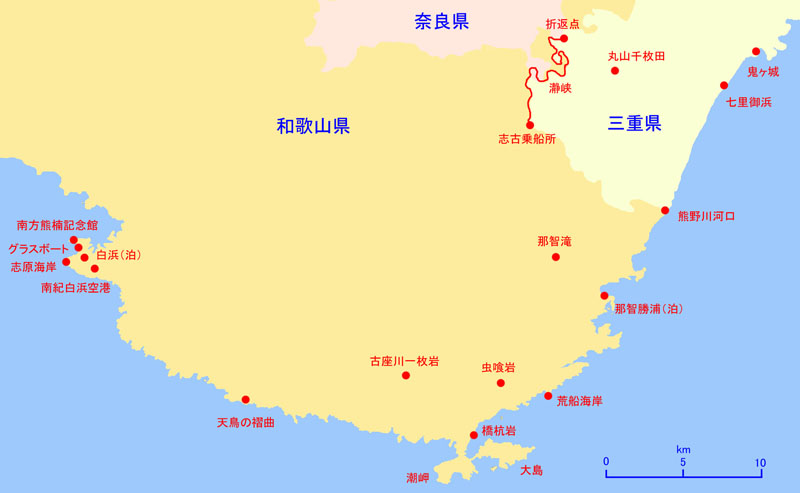 奈良県
折返点
丸山千枚田
鬼ヶ城
瀞峡
七里御浜
和歌山県
三重県
志古乗船所
熊野川河口
南方熊楠記念館
那智滝
グラスボート
白浜(泊)
志原海岸
南紀白浜空港
那智勝浦(泊)
古座川一枚岩
虫喰岩
荒船海岸
天鳥の褶曲
橋杭岩
km
大島
潮岬
0 5 10